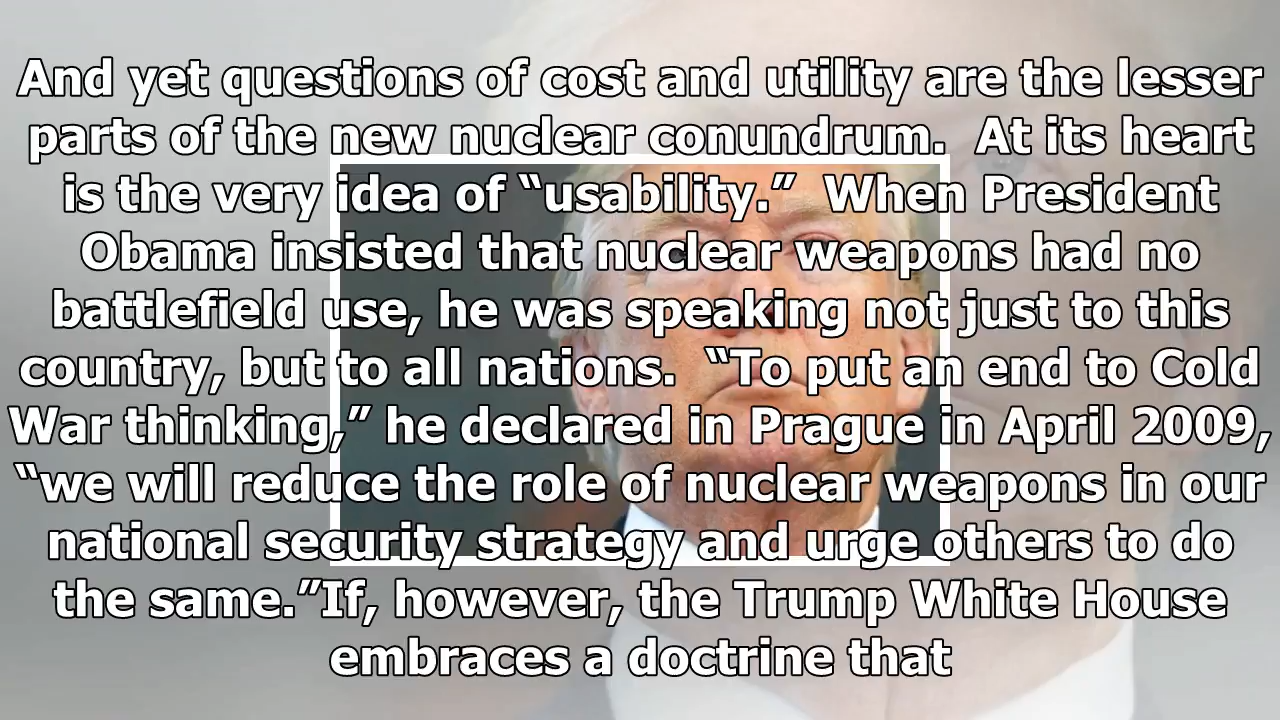 And yet questions of cost and utility are the lesser
parts of the new nuclear conundrum.  At its heart
is the very idea of “usability.”  When President
Obama insisted that nuclear weapons had no
battlefield use, he was speaking not just to this
country, but to all nations.  “To put an end to Cold
War thinking,” he declared in Prague in April 2009,
“we will reduce the role of nuclear weapons in our
national security strategy and urge others to do
the same.”If, however, the Trump White House
embraces a doctrine that